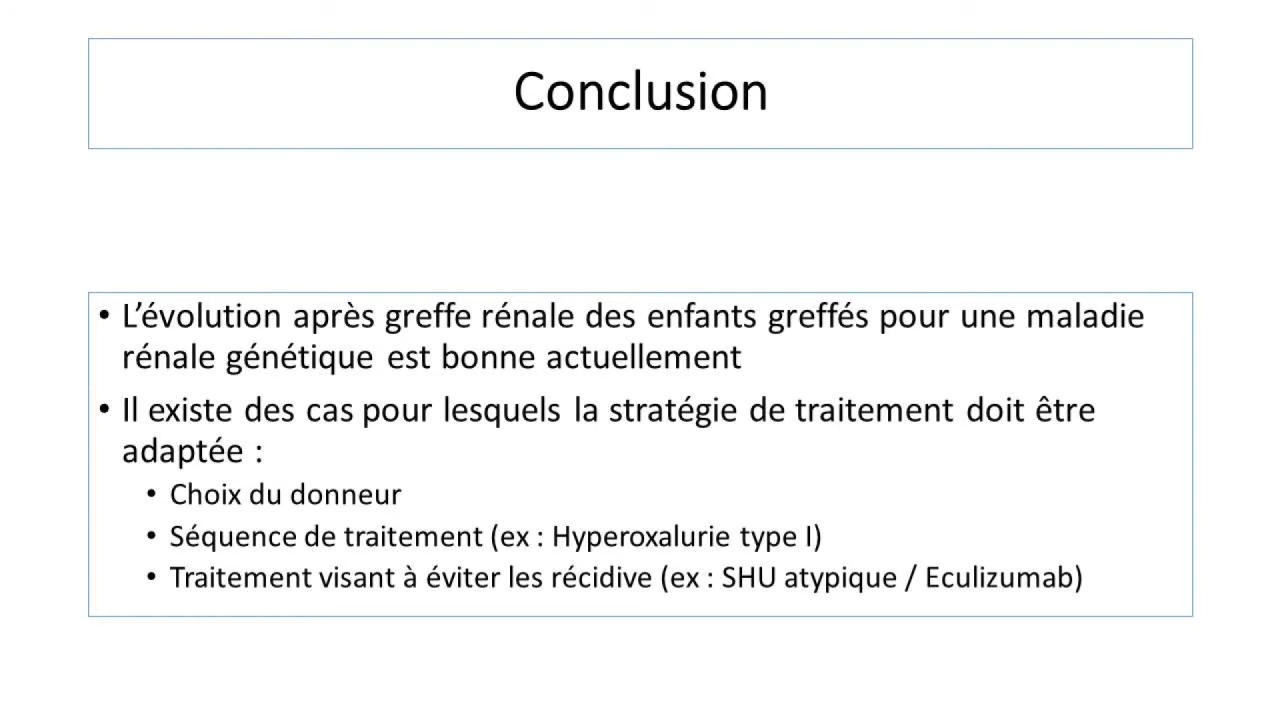 Conclusion
• L’évolution après greffe rénale des enfants greffés pour une maladie
rénale génétique est bonne actuellement
• Il existe des cas pour lesquels la stratégie de traitement doit être
adaptée :
• Choix du donneur
• Séquence de traitement (ex : Hyperoxalurie type I)
• Traitement visant à éviter les récidive (ex : SHU atypique / Eculizumab)